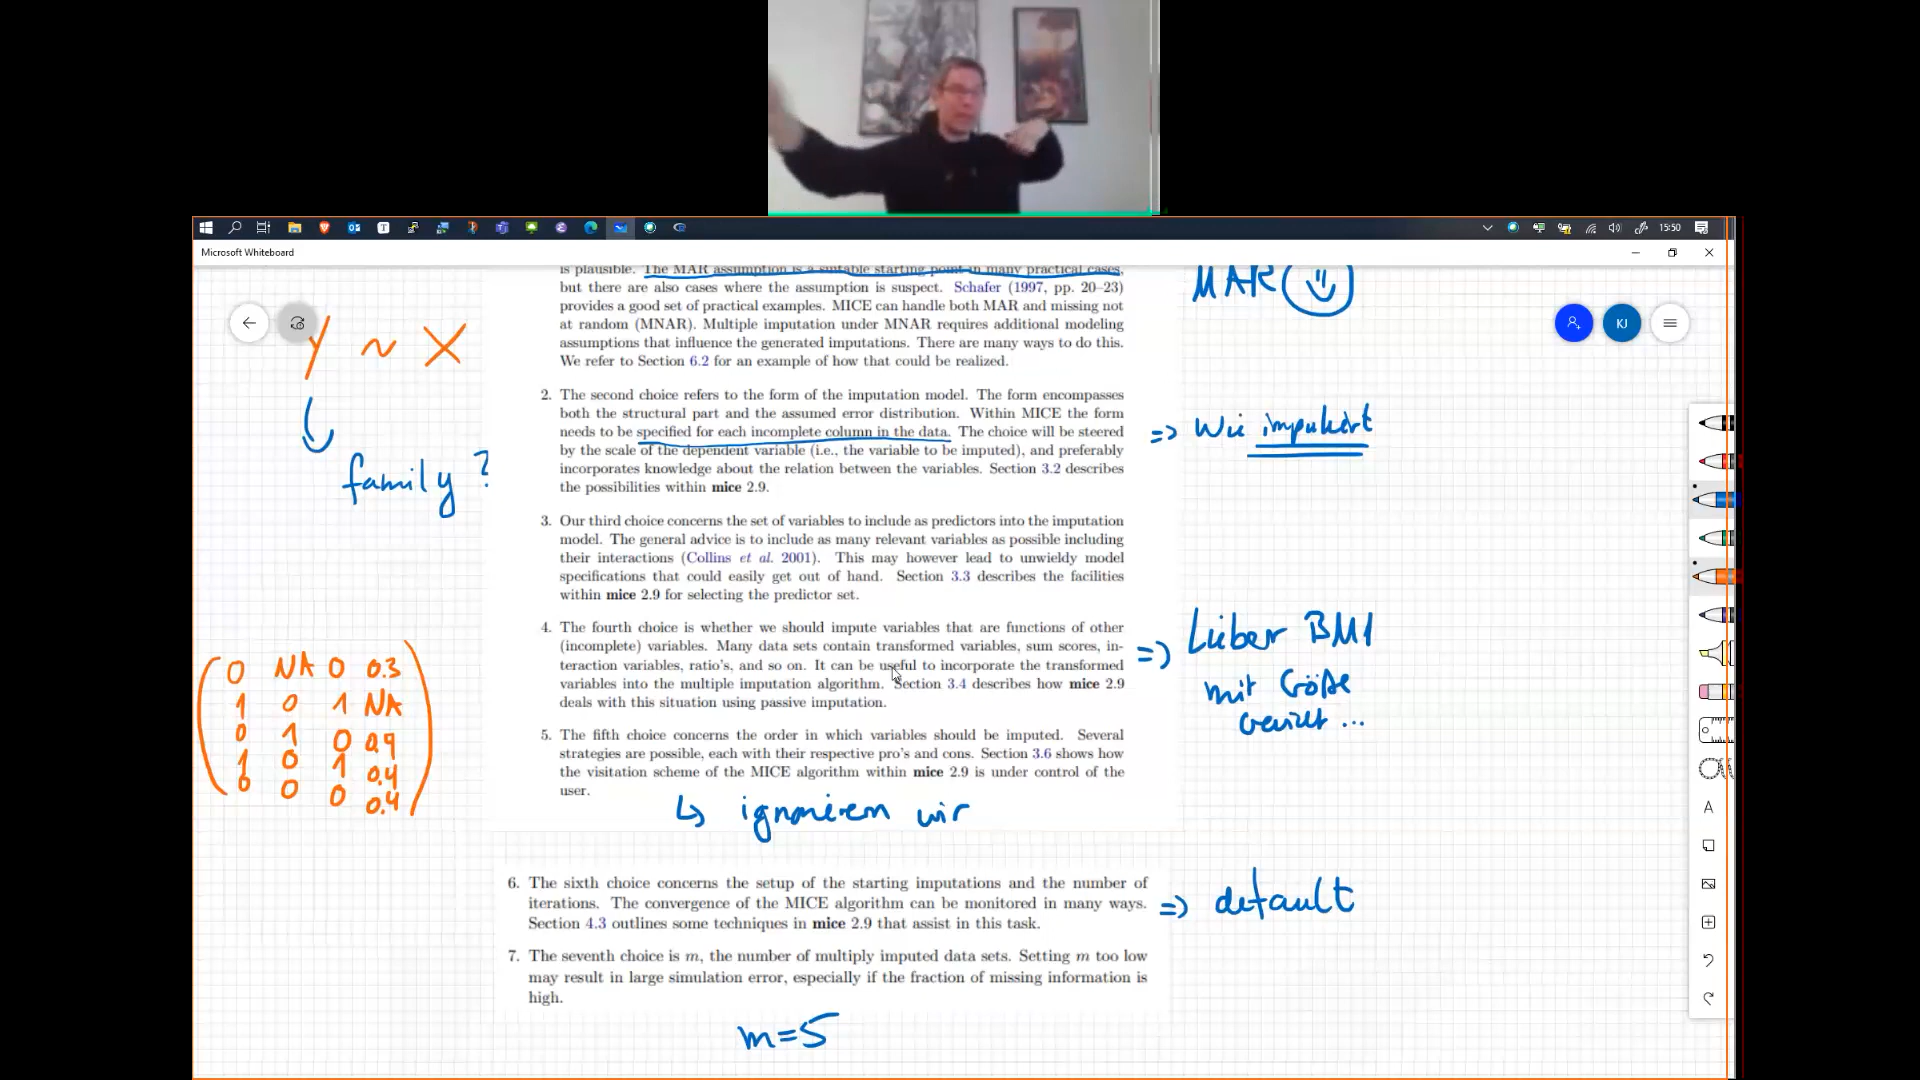 15:50
Microsoft Whiteboard
is plausible. The MAR assumption is a suitable starting point in many practical cases,
but there are also cases where the assumption is suspect. Schafer (1997, pp. 20–23)
provides a good set of practical examples. MICE can handle both MAR and missing not
at random (MNAR). Multiple imputation under MNAR requires additional modeling
assumptions that influence the generated imputations. There are many ways to do this.
We refer to Section 6.2 for an example of how that could be realized.
MAR
KJ
Y ~ X
family ?
2. The second choice refers to the form of the imputation model. The form encompasses
both the structural part and the assumed error distribution. Within MICE the form
needs to be specified for each incomplete column in the data. The choice will be steered
by the scale of the dependent variable (i.e., the variable to be imputed), and preferably
incorporates knowledge about the relation between the variables. Section 3.2 describes
the possibilities within mice 2.9.
=> Wie impukiert
3. Our third choice concerns the set of variables to include as predictors into the imputation
model. The general advice is to include as many relevant variables as possible including
their interactions (Collins et al. 2001). This may however lead to unwieldy model
specifications that could easily get out of hand. Section 3.3 describes the facilities
within mice 2.9 for selecting the predictor set.
4. The fourth choice is whether we should impute variables that are functions of other
(incomplete) variables. Many data sets contain transformed variables, sum scores, in-
teraction variables, ratio's, and so on. It can be useful to incorporate the transformed
variables into the multiple imputation algorithm. Section 3.4 describes how mice 2.9
deals with this situation using passive imputation.
=> Lieber BMI
mit Größe
Gewicht ...
0 NA 0 0.3
1 0 1 NA
0 1 0 0.9
1 0 1 0.4
0 0 0 0.4
5. The fifth choice concerns the order in which variables should be imputed. Several
strategies are possible, each with their respective pro's and cons. Section 3.6 shows how
the visitation scheme of the MICE algorithm within mice 2.9 is under control of the
user.
↳ ignorieren wir
6. The sixth choice concerns the setup of the starting imputations and the number of
iterations. The convergence of the MICE algorithm can be monitored in many ways.
Section 4.3 outlines some techniques in mice 2.9 that assist in this task.
=> default
7. The seventh choice is m, the number of multiply imputed data sets. Setting m too low
may result in large simulation error, especially if the fraction of missing information is
high.
m=5